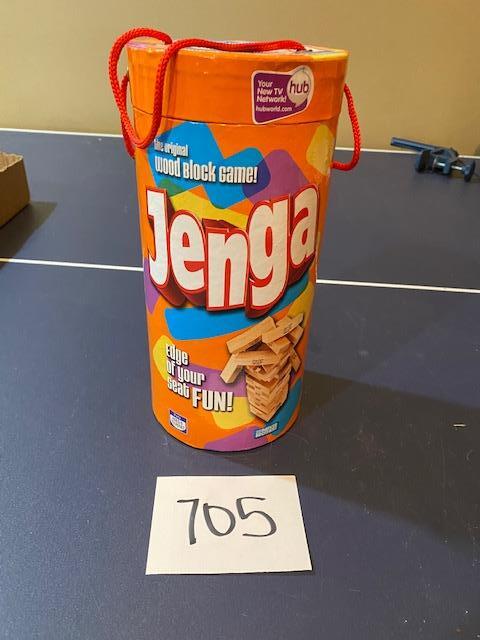 Your
New TV
Network!
hub
hubworld.com
the original
Wood Block Game!
Jenga
Edge
of your
Seat FUN!
705